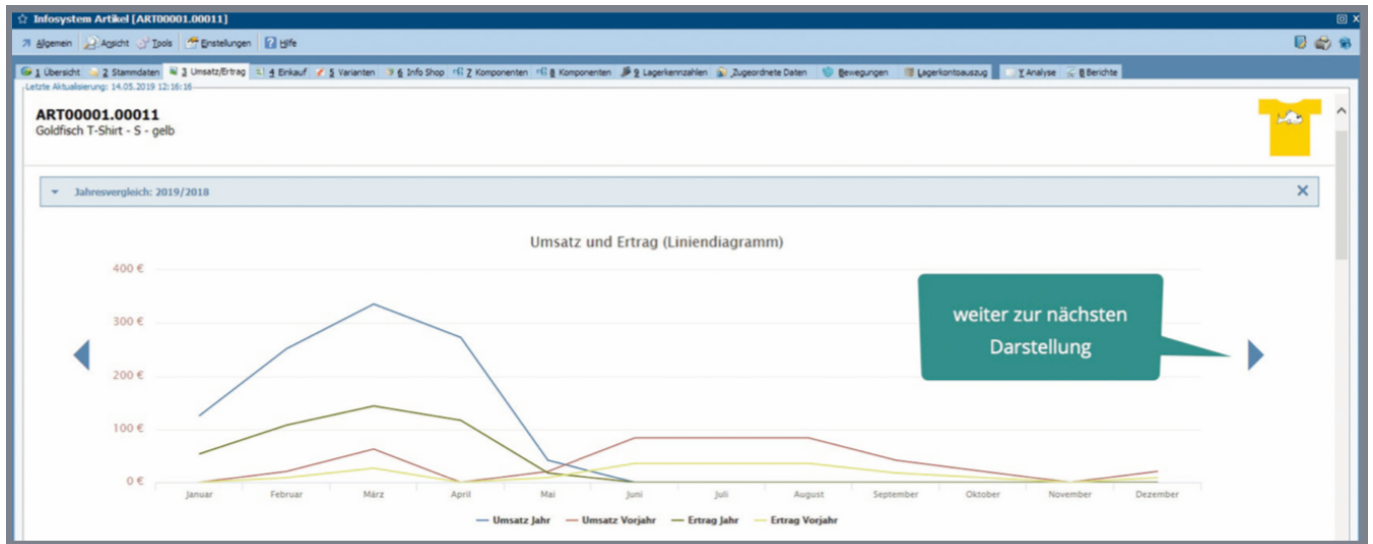 Infosystem Artikel [ART00001.00011]
Allgemein Ansicht Tools Einstellungen Hilfe
1 Übersicht 2 Stammdaten 3 Umsatz/Ertrag 4 Einkauf 5 Varianten 6 Info Shop 7 Komponenten 8 Komponenten 9 Lagerkennzahlen Zugeordnete Daten Bewegungen Lagerkontoauszug Y Analyse B Berichte
Letzte Aktualisierung: 14.05.2019 12:16:16
ART00001.00011
Goldfisch T-Shirt - S - gelb
Jahresvergleich: 2019/2018
Umsatz und Ertrag (Liniendiagramm)
400 €
300 €
200 €
100 €
0 €
weiter zur nächsten
Darstellung
Januar Februar März April Mai Juni Juli August September Oktober November Dezember
Umsatz Jahr Umsatz Vorjahr Ertrag Jahr Ertrag Vorjahr